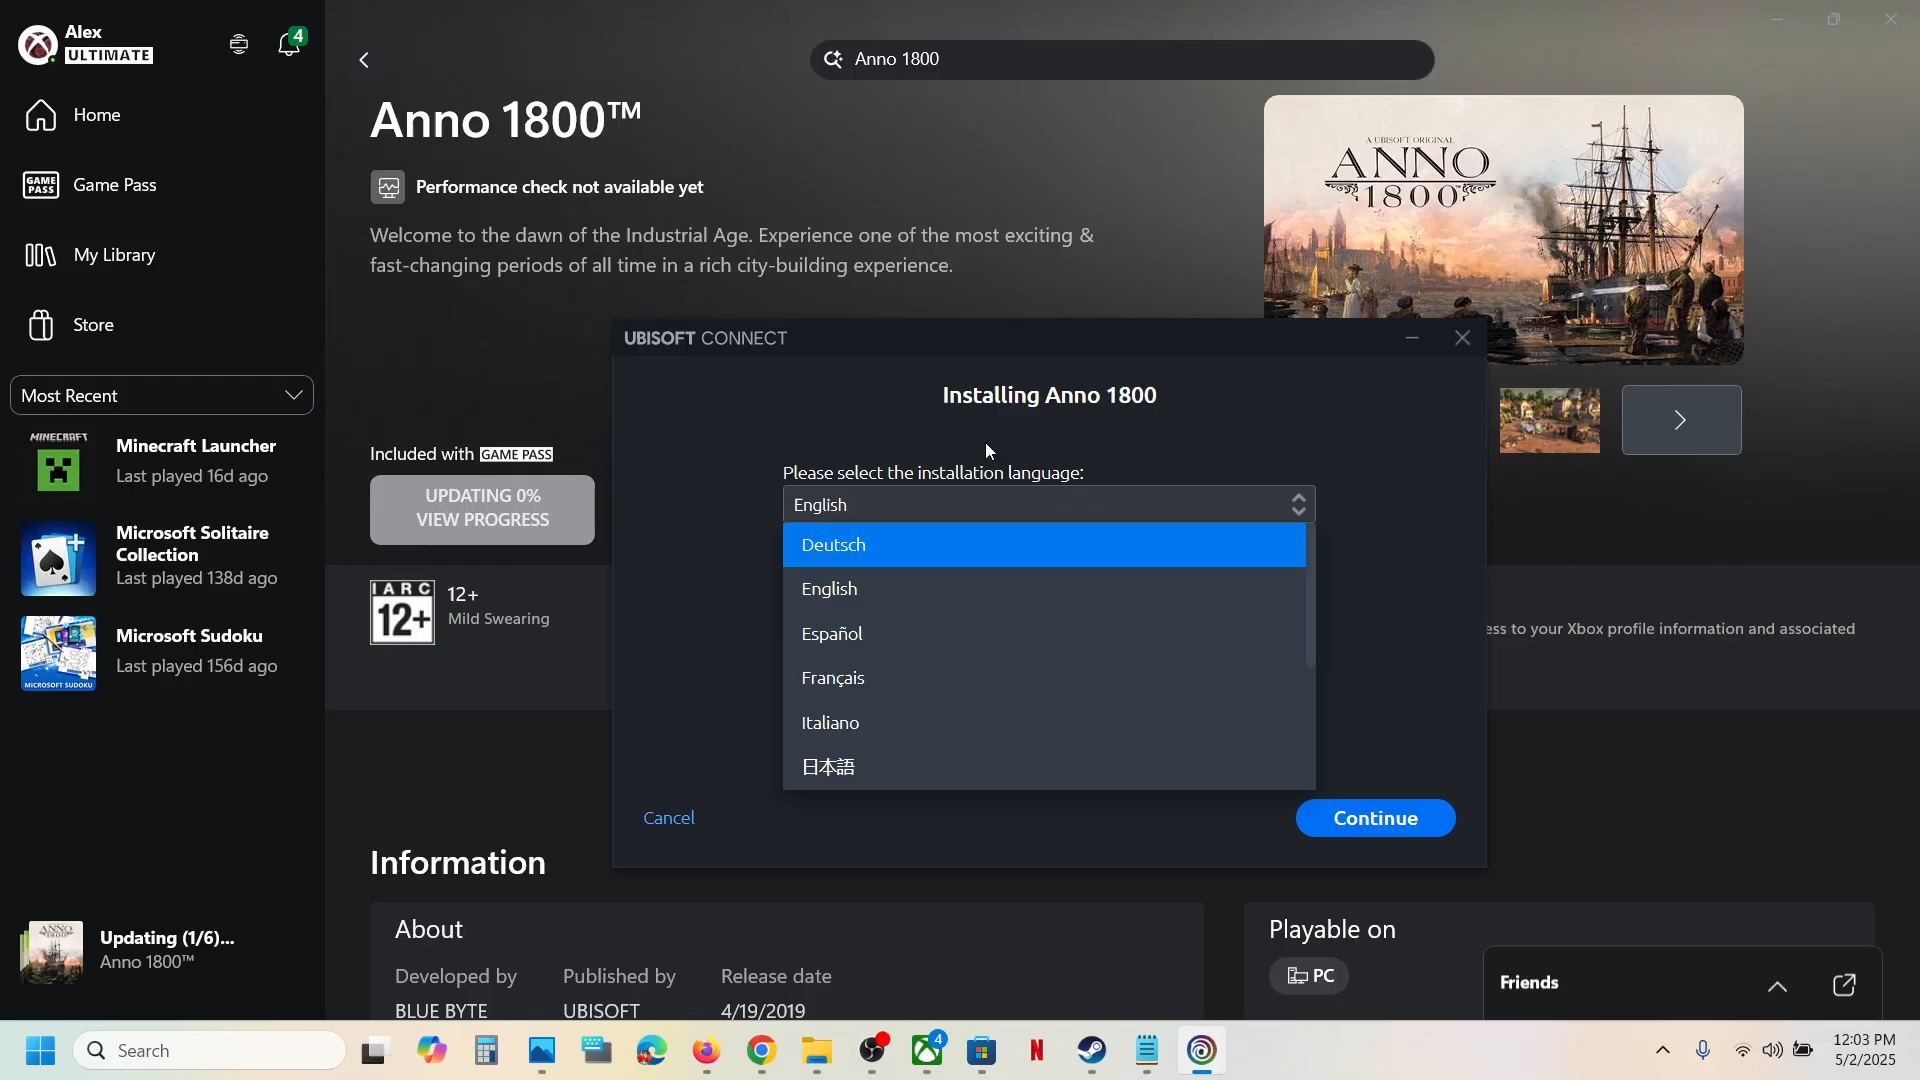 Alex
ULTIMATE
4
Anno 1800
Home
GAME PASS
Game Pass
My Library
Store
Most Recent
MINECRAFT
Minecraft Launcher
Last played 16d ago
Microsoft Solitaire
Collection
Last played 138d ago
MICROSOFT SUDOKU
Microsoft Sudoku
Last played 156d ago
ANNO
Updating (1/6)...
Anno 1800™
Anno 1800™
Performance check not available yet
Welcome to the dawn of the Industrial Age. Experience one of the most exciting &
fast-changing periods of all time in a rich city-building experience.
A UBISOFT ORIGINAL
ANNO
1800
Included with GAME PASS
UPDATING 0%
VIEW PROGRESS
IARC
12+
12+
Mild Swearing
ess to your Xbox profile information and associated
UBISOFT CONNECT
Installing Anno 1800
Please select the installation language:
English
Deutsch
English
Español
Français
Italiano
日本語
Cancel
Continue
Information
About
Developed by
Published by
Release date
BLUE BYTE
UBISOFT
4/19/2019
Playable on
PC
Friends
Search
4
N
12:03 PM
5/2/2025